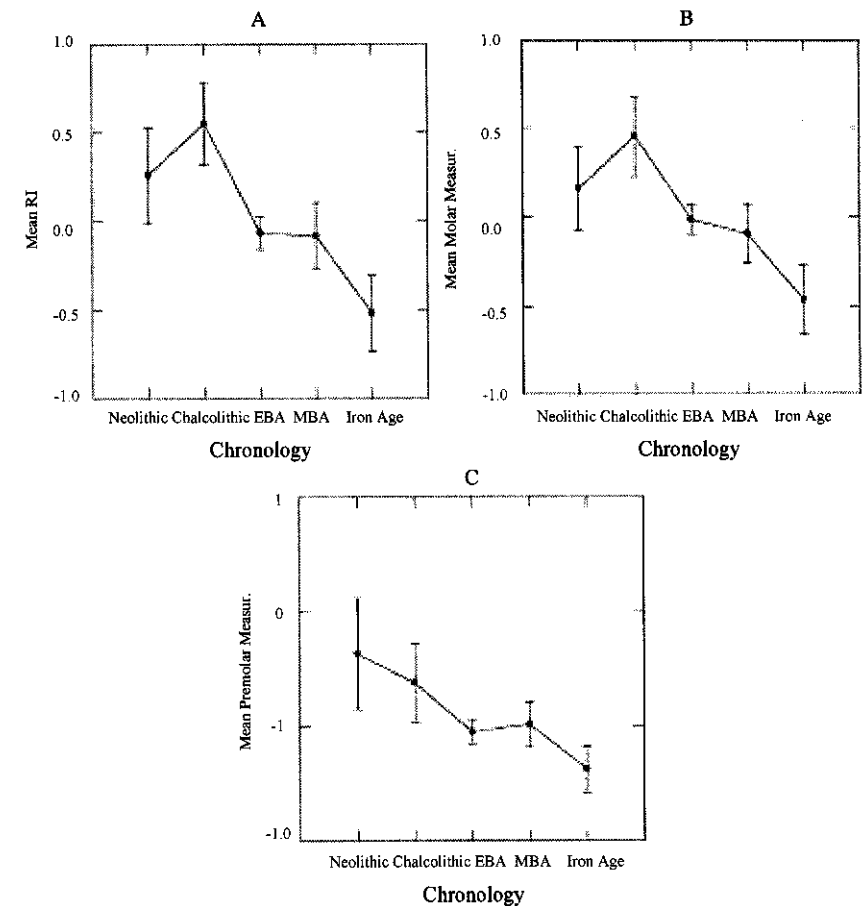 A
1.0
0.5
0.0
-0.5
-1.0
Mean RI
Neolithic Chalcolithic EBA MBA Iron Age
Chronology
B
1.0
0.5
0.0
-0.5
-1.0
Mean Molar Measur.
Neolithic Chalcolithic EBA MBA Iron Age
Chronology
C
1
0
-1
-1.0
Mean Premolar Measur.
Neolithic Chalcolithic EBA MBA Iron Age
Chronology